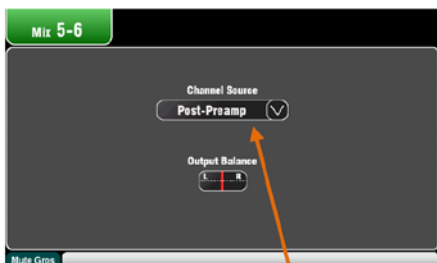 Mix 5-6
Channel Source
Post-Preamp
Output Balance
L R
Mute Grps